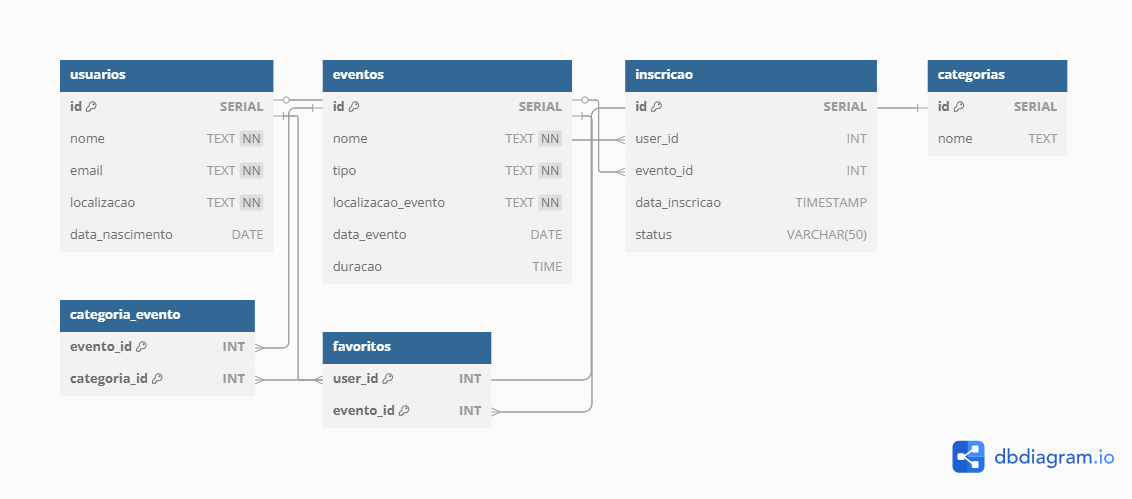 usuarios
id SERIAL
nome TEXT NN
email TEXT NN
localizacao TEXT NN
data_nascimento DATE
eventos
id SERIAL
nome TEXT NN
tipo TEXT NN
localizacao_evento TEXT NN
data_evento DATE
duracao TIME
inscricao
id SERIAL
user_id INT
evento_id INT
data_inscricao TIMESTAMP
status VARCHAR(50)
categorias
id SERIAL
nome TEXT
categoria_evento
evento_id INT
categoria_id INT
favoritos
user_id INT
evento_id INT
dbdiagram.io